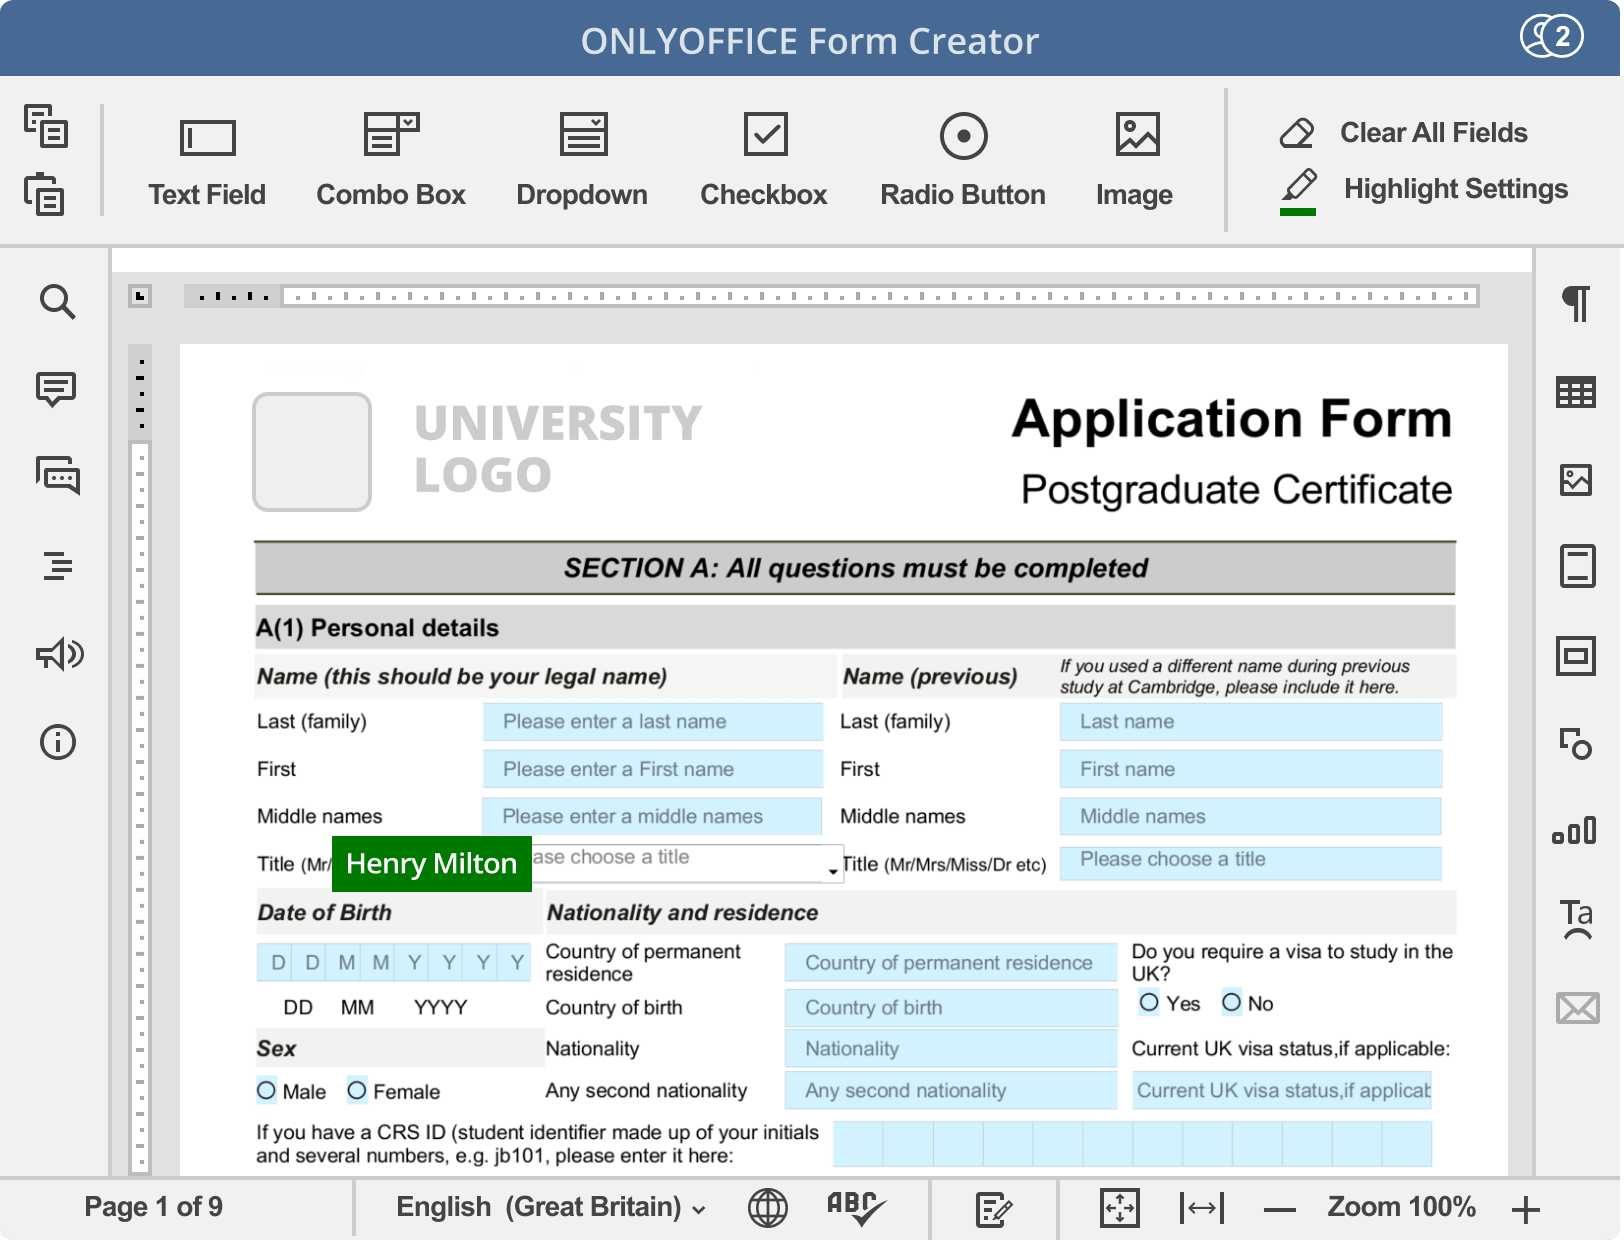 ONLYOFFICE Form Creator
2
Text Field
Combo Box
Dropdown
Checkbox
Radio Button
Image
Clear All Fields
Highlight Settings
UNIVERSITY
LOGO
Application Form
Postgraduate Certificate
SECTION A: All questions must be completed
A(1) Personal details
Name (this should be your legal name)
Name (previous)
If you used a different name during previous
study at Cambridge, please include it here.
Last (family)
Please enter a last name
Last (family)
Last name
First
Please enter a First name
First
First name
Middle names
Please enter a middle names
Middle names
Middle names
Title (Mr/
Henry Milton
ase choose a title
Title (Mr/Mrs/Miss/Dr etc)
Please choose a title
Date of Birth
Nationality and residence
D D M M Y Y Y Y
DD MM YYYY
Country of permanent
residence
Country of permanent residence
Do you require a visa to study in the
UK?
Country of birth
Country of birth
Yes
No
Sex
Nationality
Nationality
Current UK visa status,if applicable:
Male
Female
Any second nationality
Any second nationality
Current UK visa status,if applicat
If you have a CRS ID (student identifier made up of your initials
and several numbers, e.g. jb101, please enter it here:
Page 1 of 9
English (Great Britain)
ABC
Zoom 100%
Ta